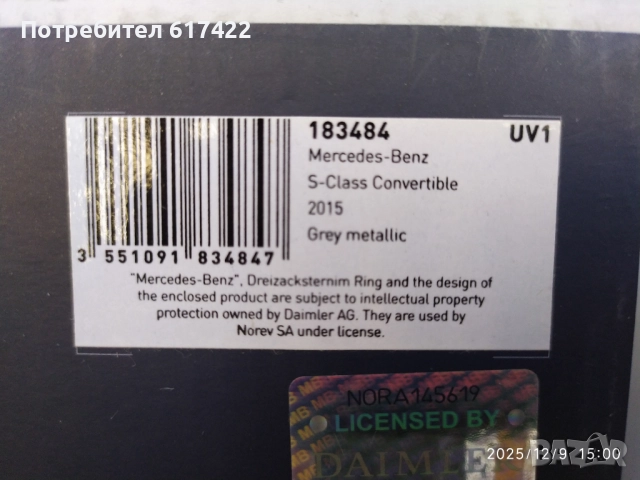 Потребител 617422
183484 UV1
Mercedes-Benz
S-Class Convertible
2015
Grey metallic
3 551091 834847
"Mercedes-Benz", Dreizacksternim Ring and the design of
the enclosed product are subject to intellectual property
protection owned by Daimler AG. They are used by
Norev SA under license.
NORA145619
LICENSED BY
DAIMLER
2025/12/9 15:00